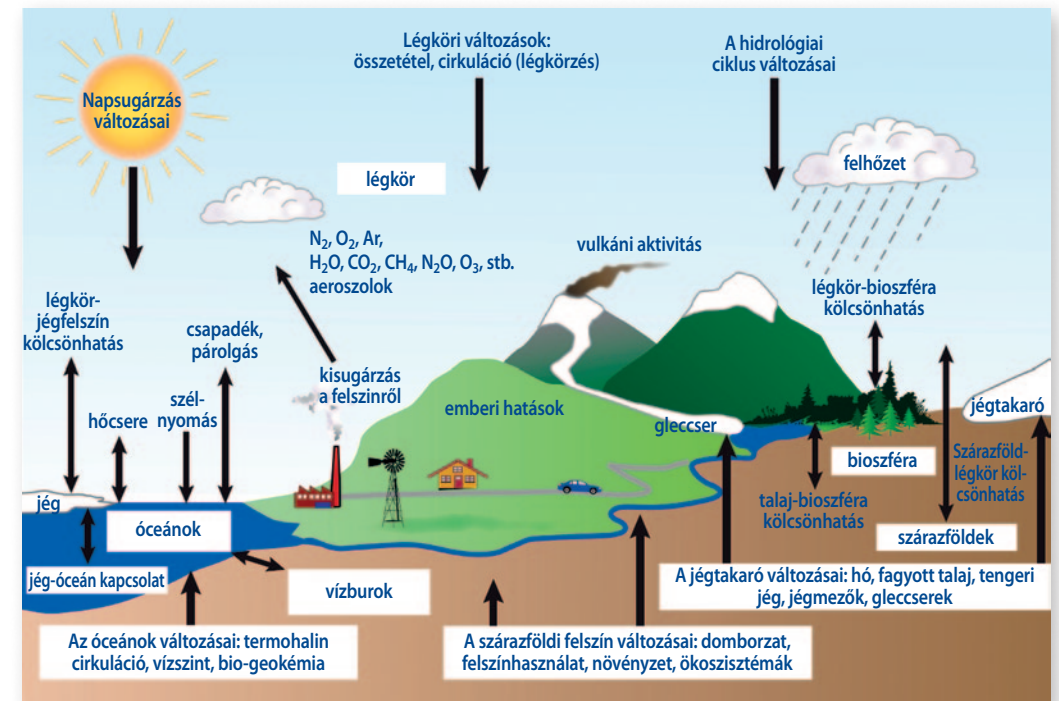 Légköri változások:
összetétel, cirkuláció (légkörzés)
A hidrológiai
ciklus változásai
Napsugárzás
változásai
felhőzet
légkör
N₂, O₂, Ar,
H₂O, CO₂, CH₄, N₂O, O₃, stb.
aeroszolok
vulkáni aktivitás
légkör-bioszféra
kölcsönhatás
légkör-
jégfelszín
kölcsönhatás
csapadék,
párolgás
kisugárzás
a felszinről
szél-
nyomás
hőcsere
emberi hatások
gleccser
jégtakaró
bioszféra
Szárazföld-
légkör köl-
csönhatás
jég
óceánok
talaj-bioszféra
kölcsönhatás
szárazföldek
jég-óceán kapcsolat
vízburok
A jégtakaró változásai: hó, fagyott talaj, tengeri
jég, jégmezők, gleccserek
Az óceánok változásai: termohalin
cirkuláció, vízszint, bio-geokémia
A szárazföldi felszín változásai: domborzat,
felszínhasználat, növényzet, ökoszisztémák